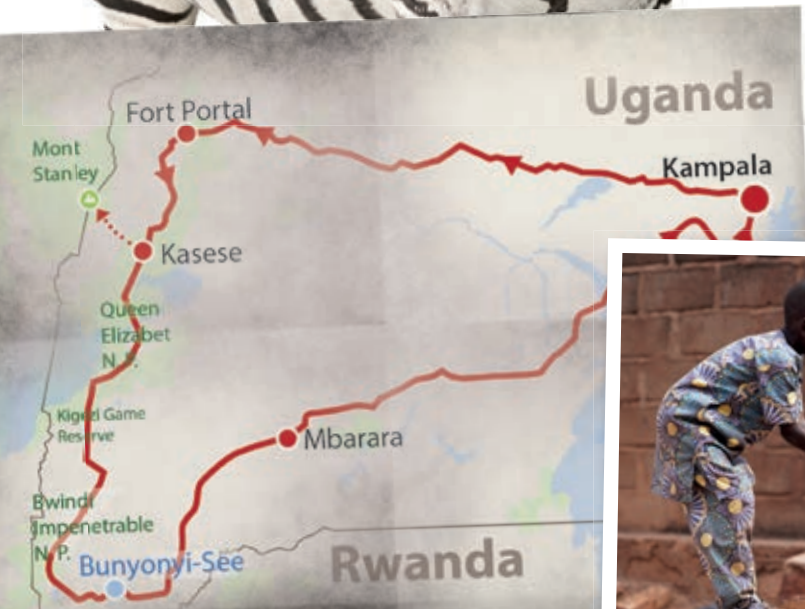 Uganda
Fort Portal
Mont
Stanley
Kampala
Kasese
Queen
Elizabet
N.P.
Kigezi Game
Reserve
Mbarara
Bwindi
Impenetrable
N.P.
Bunyonyi-See
Rwanda